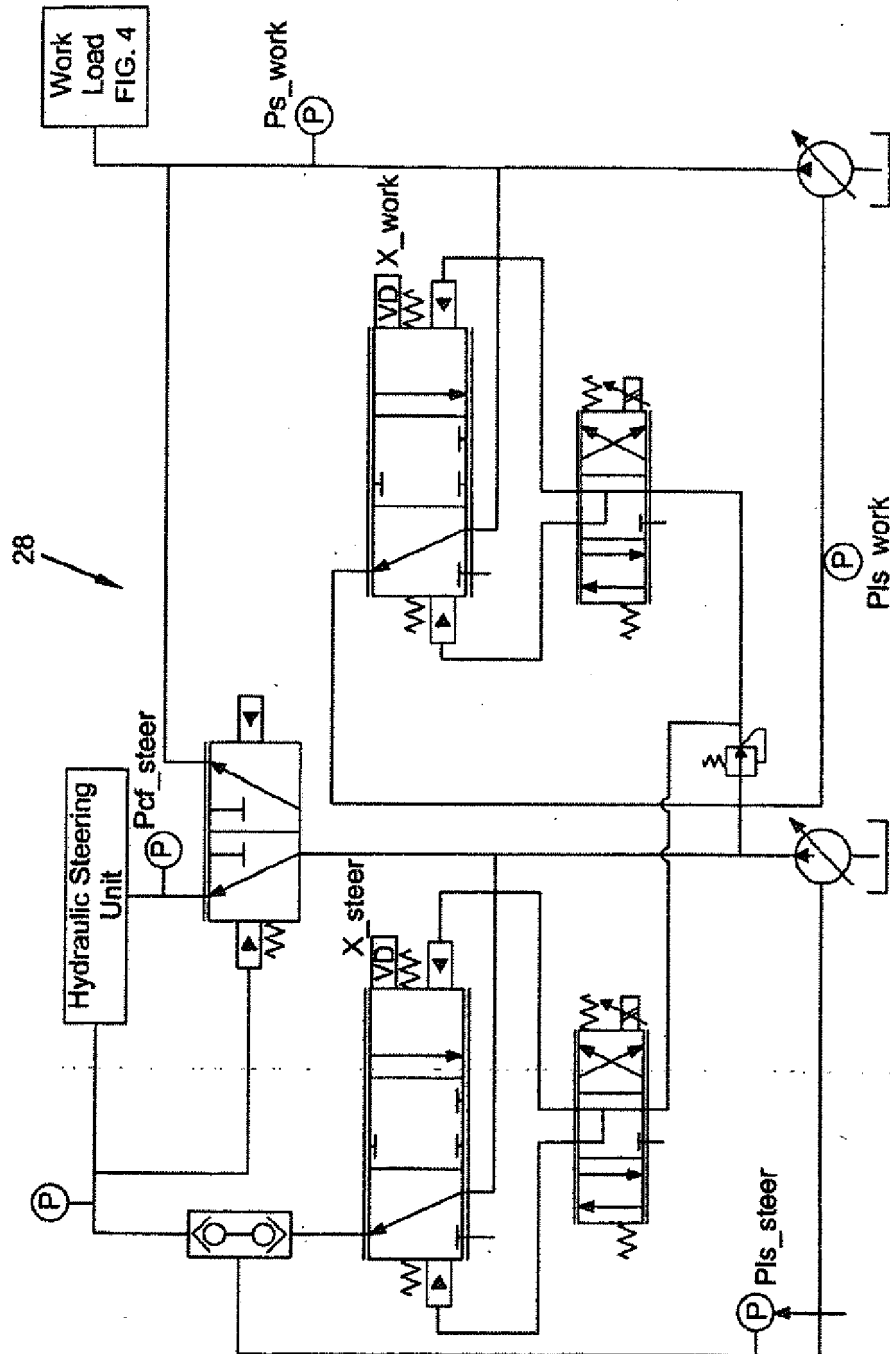 28
Work
Load
FIG. 4
Ps_work
P
Hydraulic Steering
Unit
Pcf_steer
P
P
X_work
VD
X_steer
VD
P
Pls_work
P
Pls_steer